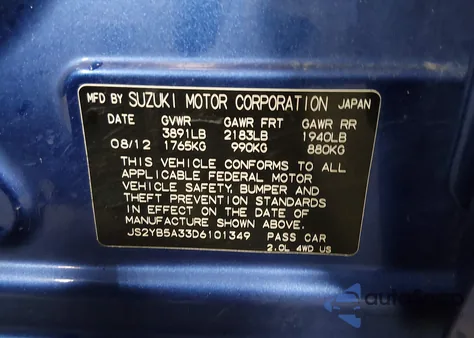 MFD BY SUZUKI MOTOR CORPORATION JAPAN
DATE GVWR GAWR FRT GAWR RR
3891LB 2183LB 1940LB
08/12 1765KG 990KG 880KG
THIS VEHICLE CONFORMS TO ALL
APPLICABLE FEDERAL MOTOR
VEHICLE SAFETY, BUMPER AND
THEFT PREVENTION STANDARDS
IN EFFECT ON THE DATE OF
MANUFACTURE SHOWN ABOVE.
JS2YB5A33D6101349 PASS CAR
2.0L 4WD US